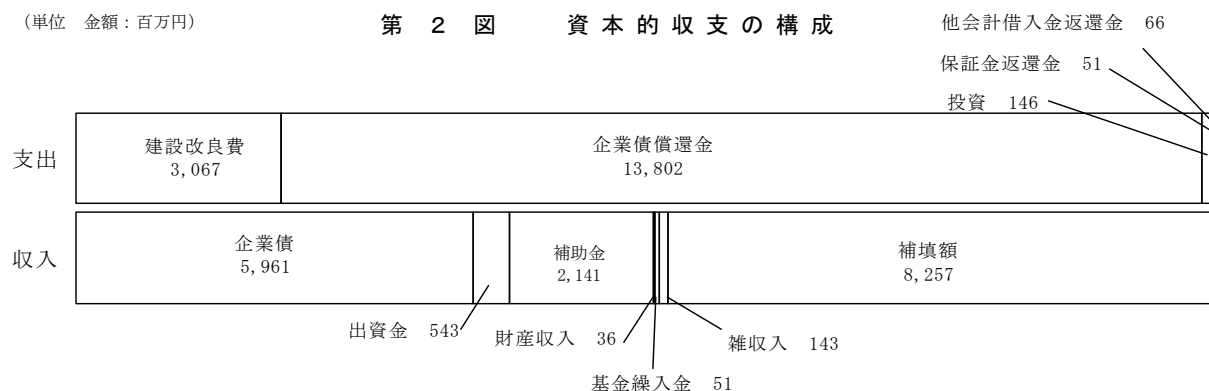 (単位 金額:百万円)
第 2 図 資本的収支の構成
他会計借入金返還金 66
保証金返還金 51
投資 146
支出
建設改良費
3,067
企業債償還金
13,802
収入
企業債
5,961
補助金
2,141
補填額
8,257
出資金 543
財産収入 36
雑収入 143
基金繰入金 51